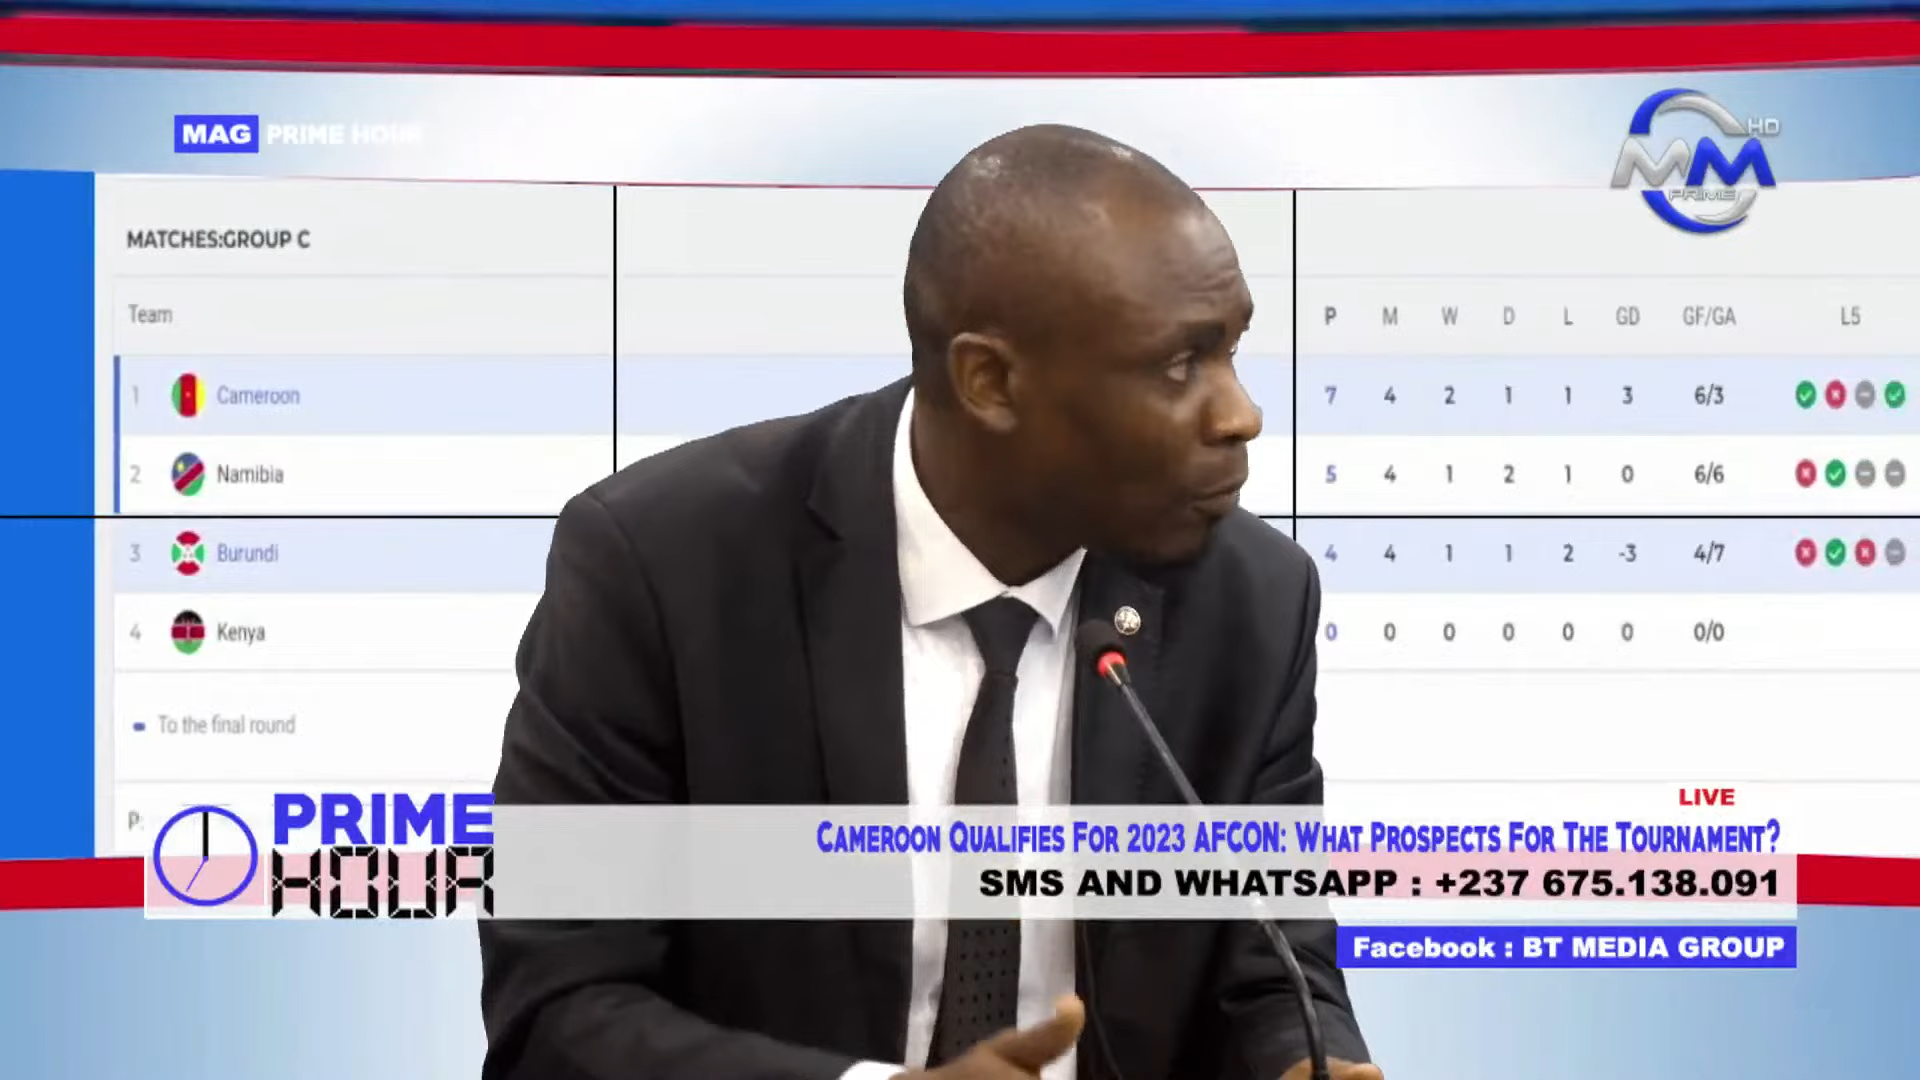 MAG PRIME HOUR
HD
MM
PRIME
MATCHES:GROUP C
Team P M W D L GD GF/GA L5
1 Cameroon 7 4 2 1 1 3 6/3
2 Namibia 5 4 1 2 1 0 6/6
3 Burundi 4 4 1 1 2 -3 4/7
4 Kenya 0 0 0 0 0 0 0/0
To the final round
P:
PRIME
HOUR
LIVE
CAMEROON QUALIFIES FOR 2023 AFCON: WHAT PROSPECTS FOR THE TOURNAMENT?
SMS AND WHATSAPP : +237 675.138.091
Facebook : BT MEDIA GROUP